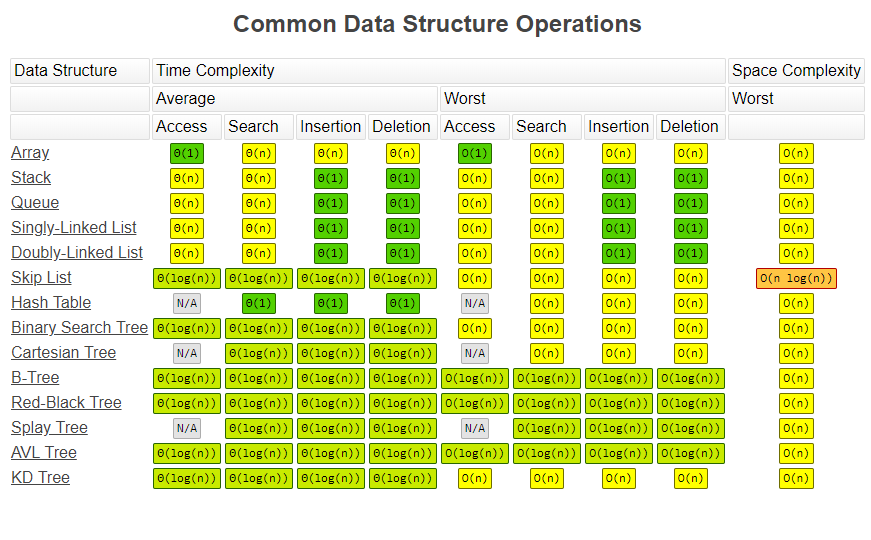 Common Data Structure Operations
Data Structure Time Complexity Space Complexity
Average Worst Worst
Access Search Insertion Deletion Access Search Insertion Deletion
Array Θ(1) Θ(n) Θ(n) Θ(n) O(1) O(n) O(n) O(n) O(n)
Stack Θ(n) Θ(n) Θ(1) Θ(1) O(n) O(n) O(1) O(1) O(n)
Queue Θ(n) Θ(n) Θ(1) Θ(1) O(n) O(n) O(1) O(1) O(n)
Singly-Linked List Θ(n) Θ(n) Θ(1) Θ(1) O(n) O(n) O(1) O(1) O(n)
Doubly-Linked List Θ(n) Θ(n) Θ(1) Θ(1) O(n) O(n) O(1) O(1) O(n)
Skip List Θ(log(n)) Θ(log(n)) Θ(log(n)) Θ(log(n)) O(n) O(n) O(n) O(n) O(n log(n))
Hash Table N/A Θ(1) Θ(1) Θ(1) N/A O(n) O(n) O(n) O(n)
Binary Search Tree Θ(log(n)) Θ(log(n)) Θ(log(n)) Θ(log(n)) O(n) O(n) O(n) O(n) O(n)
Cartesian Tree N/A Θ(log(n)) Θ(log(n)) Θ(log(n)) N/A O(n) O(n) O(n) O(n)
B-Tree Θ(log(n)) Θ(log(n)) Θ(log(n)) Θ(log(n)) O(log(n)) O(log(n)) O(log(n)) O(log(n)) O(n)
Red-Black Tree Θ(log(n)) Θ(log(n)) Θ(log(n)) Θ(log(n)) O(log(n)) O(log(n)) O(log(n)) O(log(n)) O(n)
Splay Tree N/A Θ(log(n)) Θ(log(n)) Θ(log(n)) N/A O(log(n)) O(log(n)) O(log(n)) O(n)
AVL Tree Θ(log(n)) Θ(log(n)) Θ(log(n)) Θ(log(n)) O(log(n)) O(log(n)) O(log(n)) O(log(n)) O(n)
KD Tree Θ(log(n)) Θ(log(n)) Θ(log(n)) Θ(log(n)) O(n) O(n) O(n) O(n) O(n)